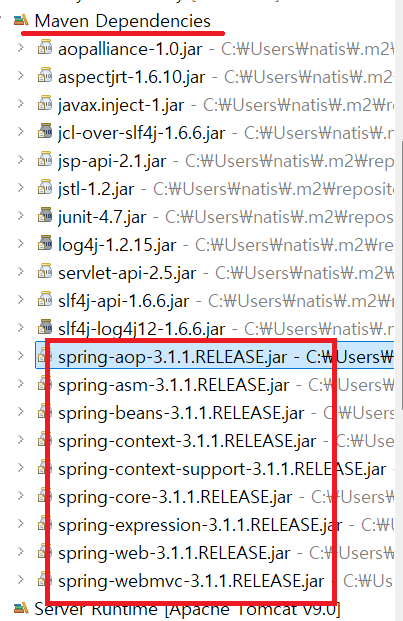 Maven Dependencies
aopalliance-1.0.jar - C:₩Users₩natis₩.m2₩
aspectjrt-1.6.10.jar - C:₩Users₩natis₩.m2
javax.inject-1.jar - C:₩Users₩natis₩.m2₩r
jcl-over-slf4j-1.6.6.jar - C:₩Users₩natis₩.
jsp-api-2.1.jar - C:₩Users₩natis₩.m2₩rep
jstl-1.2.jar - C:₩Users₩natis₩.m2₩reposit
junit-4.7.jar - C:₩Users₩natis₩.m2₩repos
log4j-1.2.15.jar - C:₩Users₩natis₩.m2₩re
servlet-api-2.5.jar - C:₩Users₩natis₩.m2₩
slf4j-api-1.6.6.jar - C:₩Users₩natis₩.m2₩
slf4j-log4j12-1.6.6.jar - C:₩Users₩natis₩.
spring-aop-3.1.1.RELEASE.jar - C:₩Users₩
spring-asm-3.1.1.RELEASE.jar - C:₩Users
spring-beans-3.1.1.RELEASE.jar - C:₩User
spring-context-3.1.1.RELEASE.jar - C:₩Us
spring-context-support-3.1.1.RELEASE.jar
spring-core-3.1.1.RELEASE.jar - C:₩Users
spring-expression-3.1.1.RELEASE.jar - C:
spring-web-3.1.1.RELEASE.jar - C:₩Users
spring-webmvc-3.1.1.RELEASE.jar - C:₩Us
Server Runtime [Apache Tomcat v9.0]